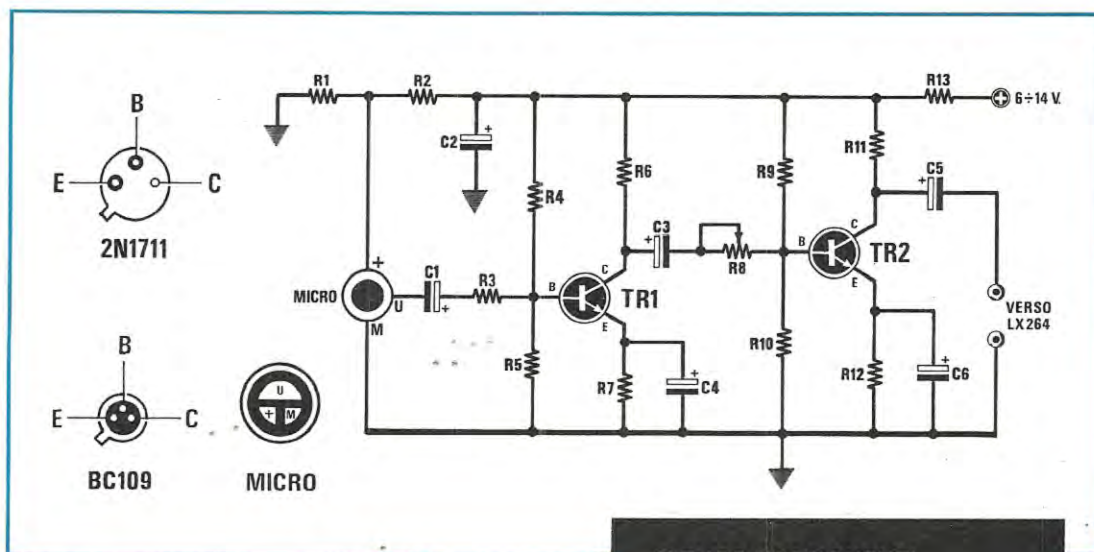 B
E
C
2N1711
B
E
C
BC109
U
+
M
MICRO
R1
R2
R13
6÷14 V.
C2
+
R4
R6
R9
R11
C5
+
MICRO
+
U
M
C1
+
R3
B
C
E
TR1
C3
+
R8
B
C
E
TR2
VERSO
LX264
R5
R7
C4
+
R10
R12
C6
+